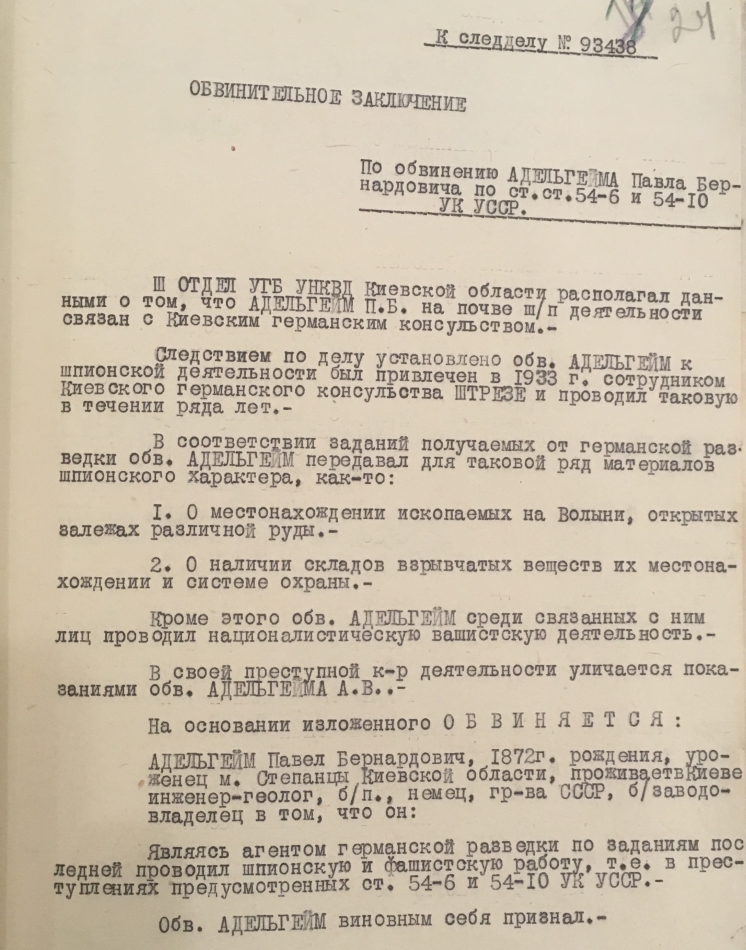 24
К следделу № 93438
ОБВИНИТЕЛЬНОЕ ЗАКЛЮЧЕНИЕ
По обвинению АДЕЛЬГЕЙМА Павла Бер-
нардовича по ст.ст.54-6 и 54-10
УК УССР.
Ш ОТДЕЛ УГБ УНКВД Киевской области располагал дан-
ными о том, что АДЕЛЬГЕЙМ П.Б. на почве ш/п деятельности
связан с Киевским германским консульством.-
Следствием по делу установлено обв. АДЕЛЬГЕЙМ к
шпионской деятельности был привлечен в 1933 г. сотрудником
Киевского германского консульства ШТРЕЗЕ и проводил таковую
в течении ряда лет.-
В соответствии заданий получаемых от германской раз-
ведки обв. АДЕЛЬГЕЙМ передавал для таковой ряд материалов
шпионского характера, как-то:
1. О местонахождении ископаемых на Волыни, открытых
залежах различной руды.-
2. О наличии складов взрывчатых веществ их местона-
хождении и системе охраны.-
Кроме этого обв. АДЕЛЬГЕЙМ среди связанных с ним
лиц проводил националистическую вашистскую деятельность.-
В своей преступной к-р деятельности уличается пока-
заниями обв. АДЕЛЬГЕЙМА А.В..-
На основании изложенного О Б В И Н Я Е Т С Я :
АДЕЛЬГЕЙМ Павел Бернардович, 1872г. рождения, уро-
женец м. Степанцы Киевской области, проживаетвКиеве
инженер-геолог, б/п., немец, гр-ва СССР, б/заводо-
владелец в том, что он:
Являясь агентом германской разведки по заданиям пос
ледней проводил шпионскую и фашистскую работу, т.е. в прес-
туплениях предусмотренных ст. 54-6 и 54-10 УК УССР.-
Обв. АДЕЛЬГЕЙМ виновным себя признал.-